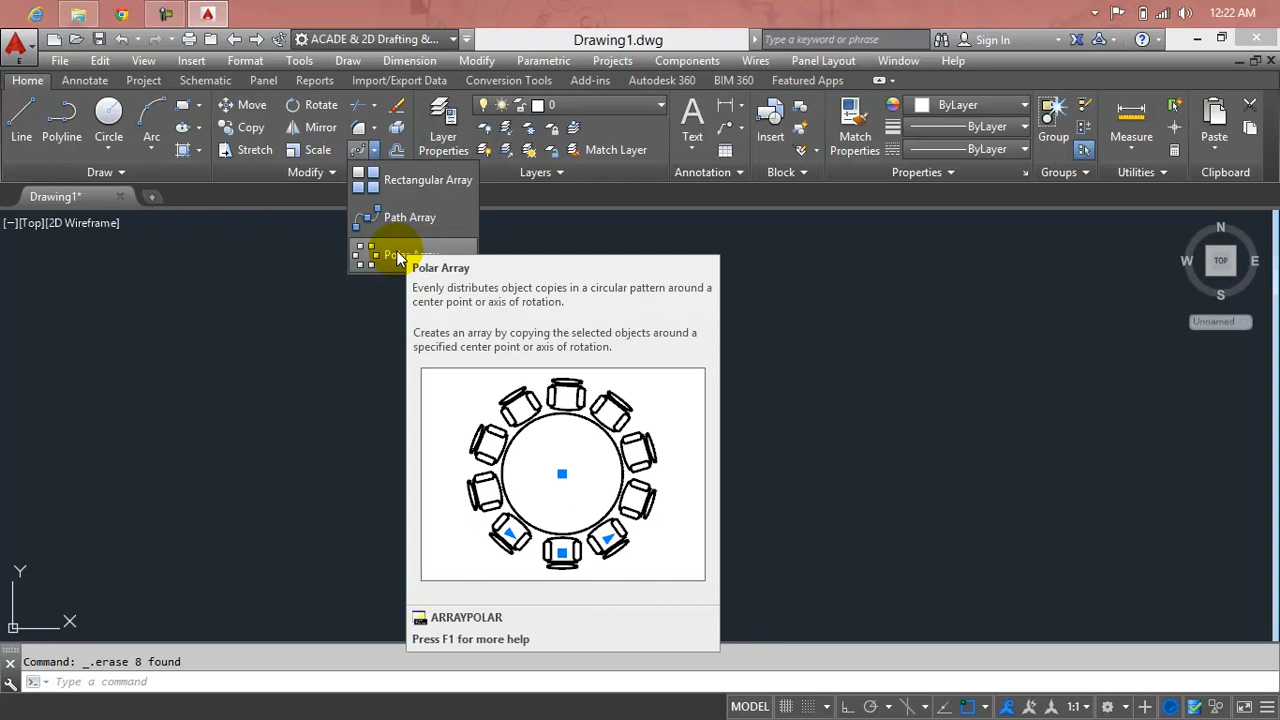 12:22 AM
ACADE & 2D Drafting &...
Drawing1.dwg
Type a keyword or phrase
Sign In
File Edit View Insert Format Tools Draw Dimension Modify Parametric Projects Components Wires Panel Layout Window Help
Home Annotate Project Schematic Panel Reports Import/Export Data Conversion Tools Add-ins Autodesk 360 BIM 360 Featured Apps
Line
Polyline
Circle
Arc
Move
Rotate
Copy
Mirror
Stretch
Scale
Layer
Properties
0
Match Layer
Text
Insert
Match
Properties
ByLayer
ByLayer
ByLayer
Group
Measure
Paste
Draw
Modify
Layers
Annotation
Block
Properties
Groups
Utilities
Clipboard
Drawing1*
[−][Top][2D Wireframe]
Rectangular Array
Path Array
Polar Array
Polar Array
Evenly distributes object copies in a circular pattern around a
center point or axis of rotation.
Creates an array by copying the selected objects around a
specified center point or axis of rotation.
ARRAYPOLAR
Press F1 for more help
N
W
TOP
E
S
Unnamed
Y
X
Command: _.erase 8 found
Type a command
MODEL
1:1